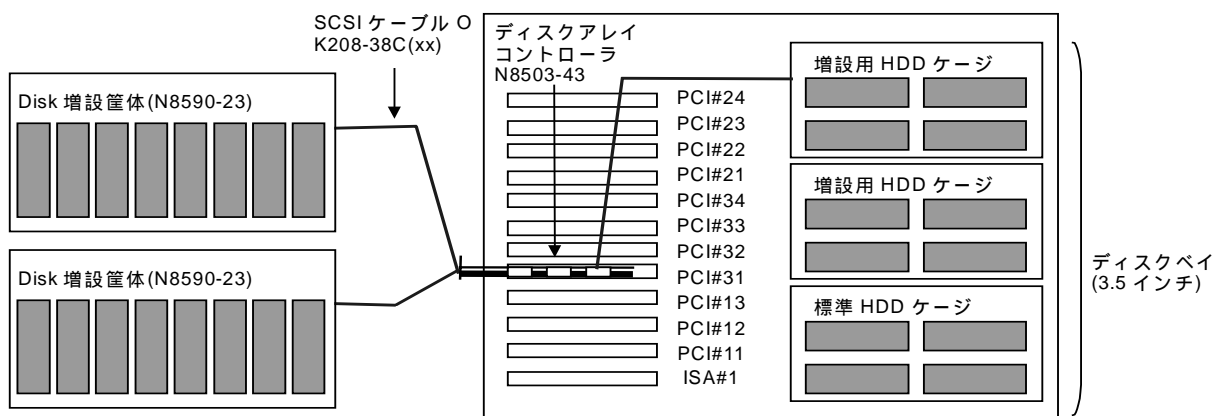 SCSI ケーブル O
K208-38C(xx)
Disk 増設筐体(N8590-23)
Disk 増設筐体(N8590-23)
ディスクアレイ
コントローラ
N8503-43
PCI#24
PCI#23
PCI#22
PCI#21
PCI#34
PCI#33
PCI#32
PCI#31
PCI#13
PCI#12
PCI#11
ISA#1
増設用 HDD ケージ
増設用 HDD ケージ
標準 HDD ケージ
ディスクベイ
(3.5 インチ)